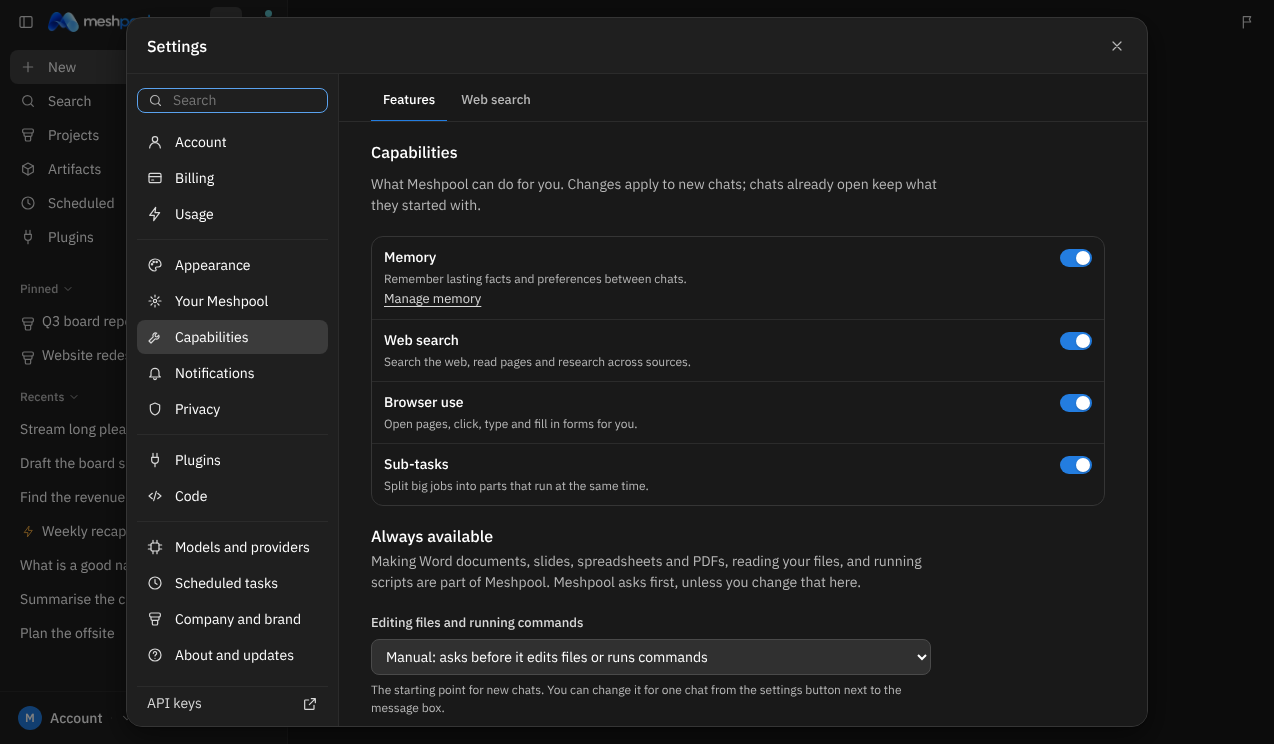 Settings
New
Search
Projects
Artifacts
Scheduled
Plugins
Pinned
Q3 board
Website
Recents
Stream long
Draft the board
Find the revenue
Weekly recap
What is a good
Summarise the
Plan the offsite
M Account
Search
Account
Billing
Usage
Appearance
Your Meshpool
Capabilities
Notifications
Privacy
Plugins
Code
Models and providers
Scheduled tasks
Company and brand
About and updates
API keys
Features Web search
Capabilities
What Meshpool can do for you. Changes apply to new chats; chats already open keep what
they started with.
Memory
Remember lasting facts and preferences between chats.
Manage memory
Web search
Search the web, read pages and research across sources.
Browser use
Open pages, click, type and fill in forms for you.
Sub-tasks
Split big jobs into parts that run at the same time.
Always available
Making Word documents, slides, spreadsheets and PDFs, reading your files, and running
scripts are part of Meshpool. Meshpool asks first, unless you change that here.
Editing files and running commands
Manual: asks before it edits files or runs commands
The starting point for new chats. You can change it for one chat from the settings button next to the
message box.